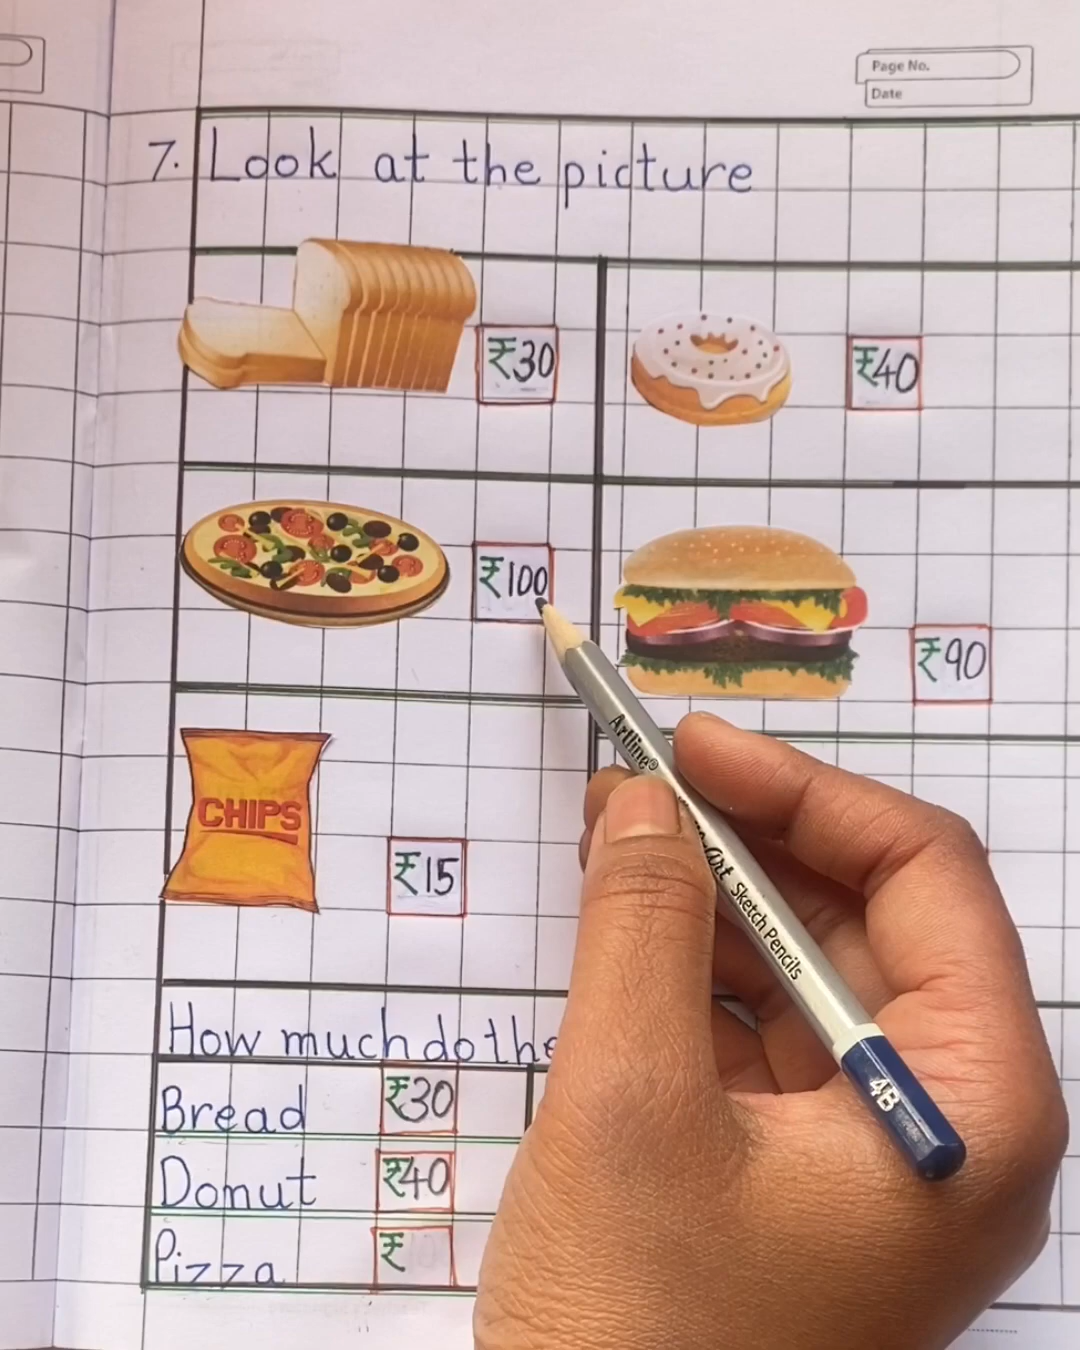 Page No.
Date
7. Look at the picture
₹30
₹40
₹100
₹90
CHIPS
₹15
Artline®
Art Sketch Pencils
4B
How much do the
Bread ₹30
Donut ₹40
Pizza ₹